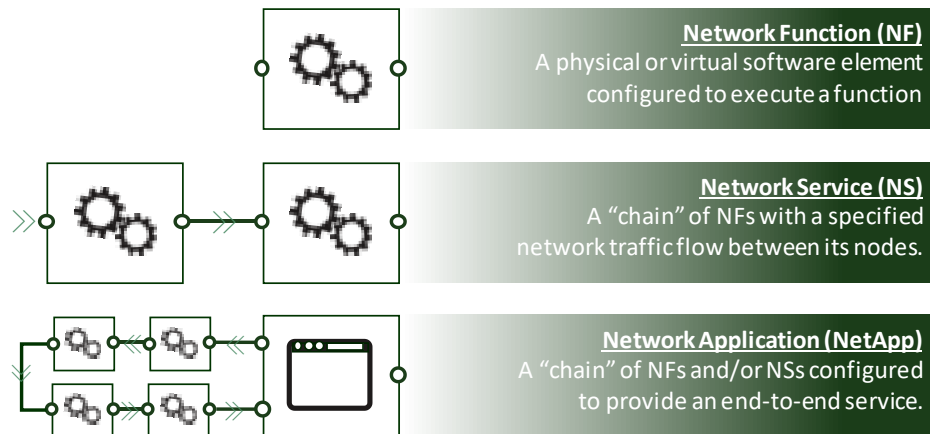 Network Function (NF)
A physical or virtual software element
configured to execute a function
Network Service (NS)
A “chain” of NFs with a specified
network traffic flow between its nodes.
Network Application (NetApp)
A “chain” of NFs and/or NSs configured
to provide an end-to-end service.